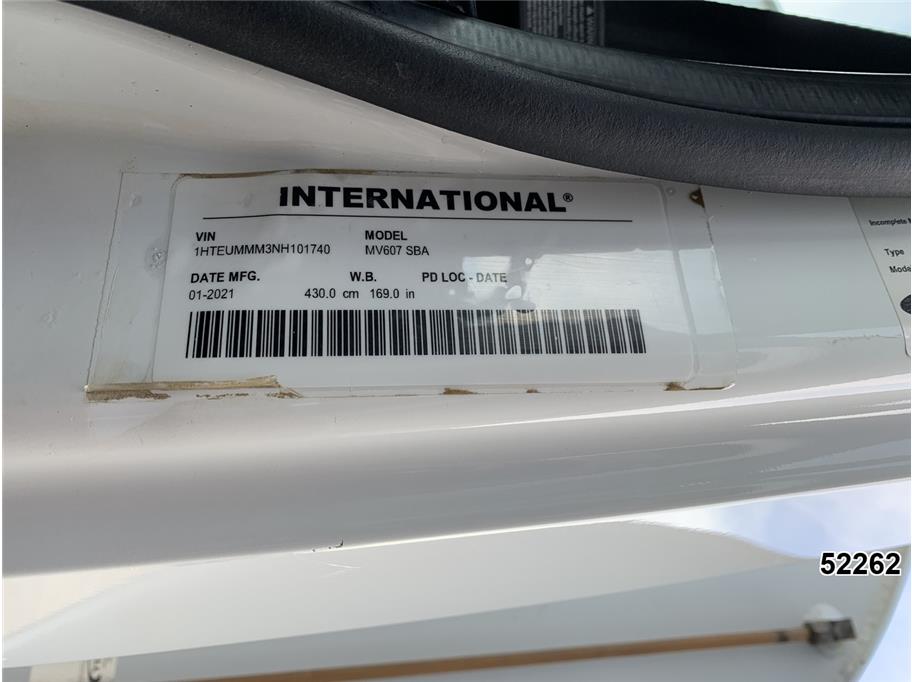 INTERNATIONAL®
VIN MODEL
1HTEUMMM3NH101740 MV607 SBA
DATE MFG. W.B. PD LOC - DATE
01-2021 430.0 cm 169.0 in
Incomplete
Type
Model
52262